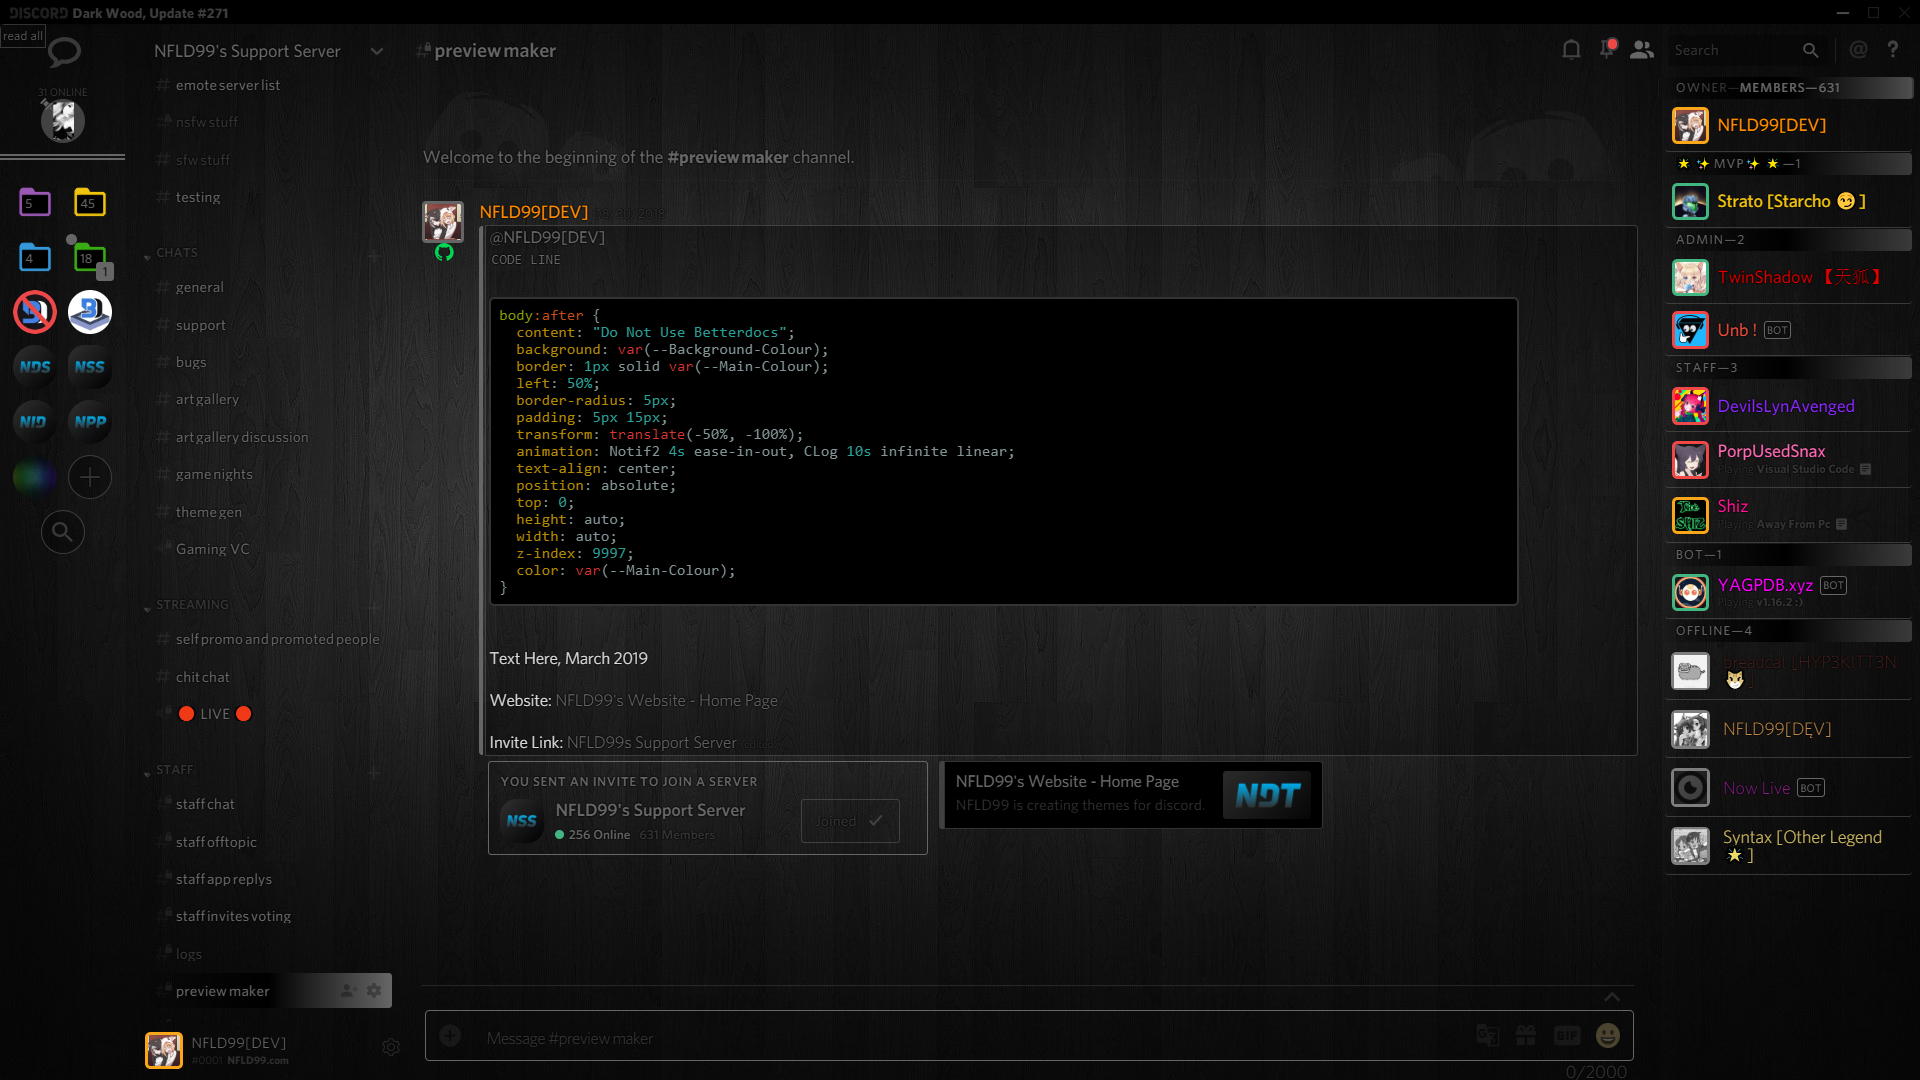 DISCORD Dark Wood, Update #271
read all
31 ONLINE
5
45
4
18
1
NDS
NSS
NID
NPP
NFLD99's Support Server
emote server list
nsfw stuff
sfw stuff
testing
CHATS
general
support
bugs
art gallery
art gallery discussion
game nights
theme gen
Gaming VC
STREAMING
self promo and promoted people
chit chat
🔴 LIVE 🔴
STAFF
staff chat
staff offtopic
staff app replys
staff invites voting
logs
preview maker
NFLD99[DEV]
#0001 NFLD99.com
# preview maker
Welcome to the beginning of the #preview maker channel.
NFLD99[DEV]
@NFLD99[DEV]
CODE LINE
body:after {
content: "Do Not Use Betterdocs";
background: var(--Background-Colour);
border: 1px solid var(--Main-Colour);
left: 50%;
border-radius: 5px;
padding: 5px 15px;
transform: translate(-50%, -100%);
animation: Notif2 4s ease-in-out, CLog 10s infinite linear;
text-align: center;
position: absolute;
top: 0;
height: auto;
width: auto;
z-index: 9997;
color: var(--Main-Colour);
}
Text Here, March 2019
Website: NFLD99's Website - Home Page
Invite Link: NFLD99s Support Server (edited)
YOU SENT AN INVITE TO JOIN A SERVER
NSS
NFLD99's Support Server
256 Online 631 Members
Joined
NFLD99's Website - Home Page
NFLD99 is creating themes for discord.
NDT
Message #preview maker
GIF
0/2000
Search
@ ?
OWNER—MEMBERS—631
NFLD99[DEV]
🌟 ✨ MVP ✨ 🌟 —1
Strato [Starcho 😏 ]
ADMIN—2
TwinShadow 【天狐】
Unb ! BOT
STAFF—3
DevilsLynAvenged
PorpUsedSnax
Playing Visual Studio Code
Shiz
Playing Away From Pc
The SHIZ
BOT—1
YAGPDB.xyz BOT
Playing v1.16.2 :)
OFFLINE—4
breadcat [HYP3KITT3N
🐱 ]
NFLD99[DĘV]
Now Live BOT
Syntax [Other Legend
🌟 ]